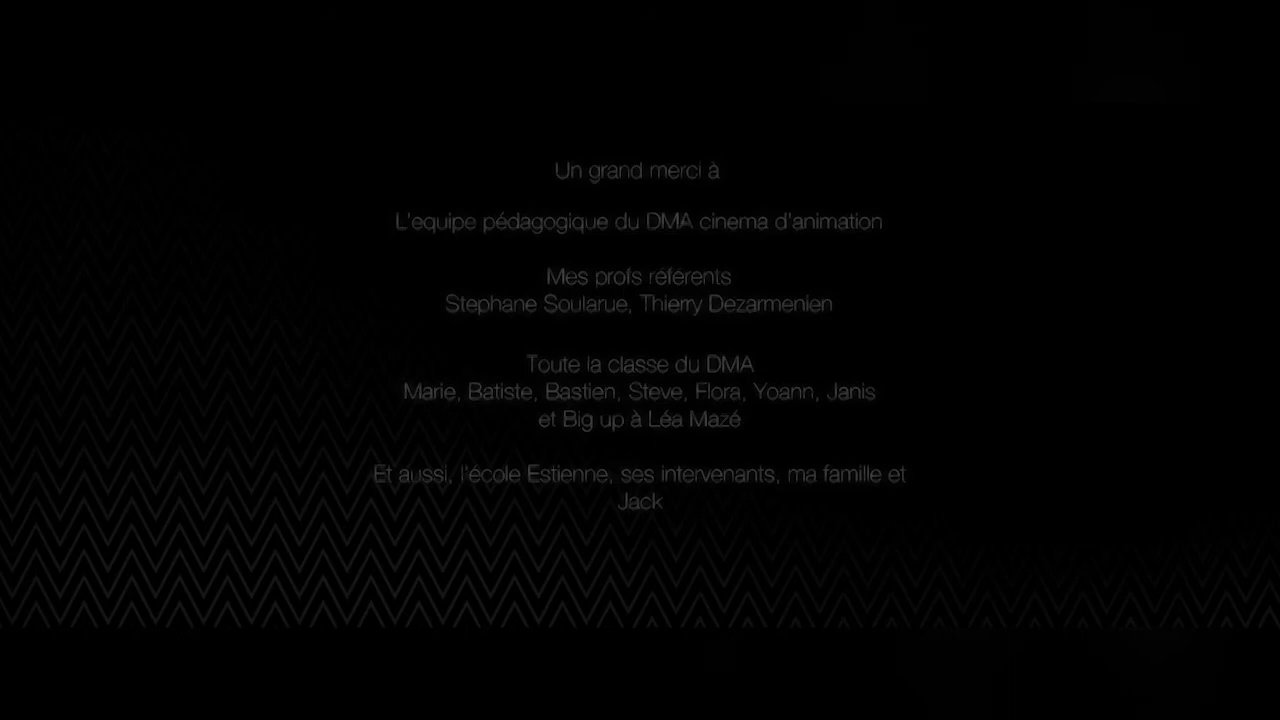 Un grand merci à
L'equipe pédagogique du DMA cinema d'animation
Mes profs référents
Stephane Soularue, Thierry Dezarmenien
Toute la classe du DMA
Marie, Batiste, Bastien, Steve, Flora, Yoann, Janis
et Big up à Léa Mazé
Et aussi, l'école Estienne, ses intervenants, ma famille et
Jack